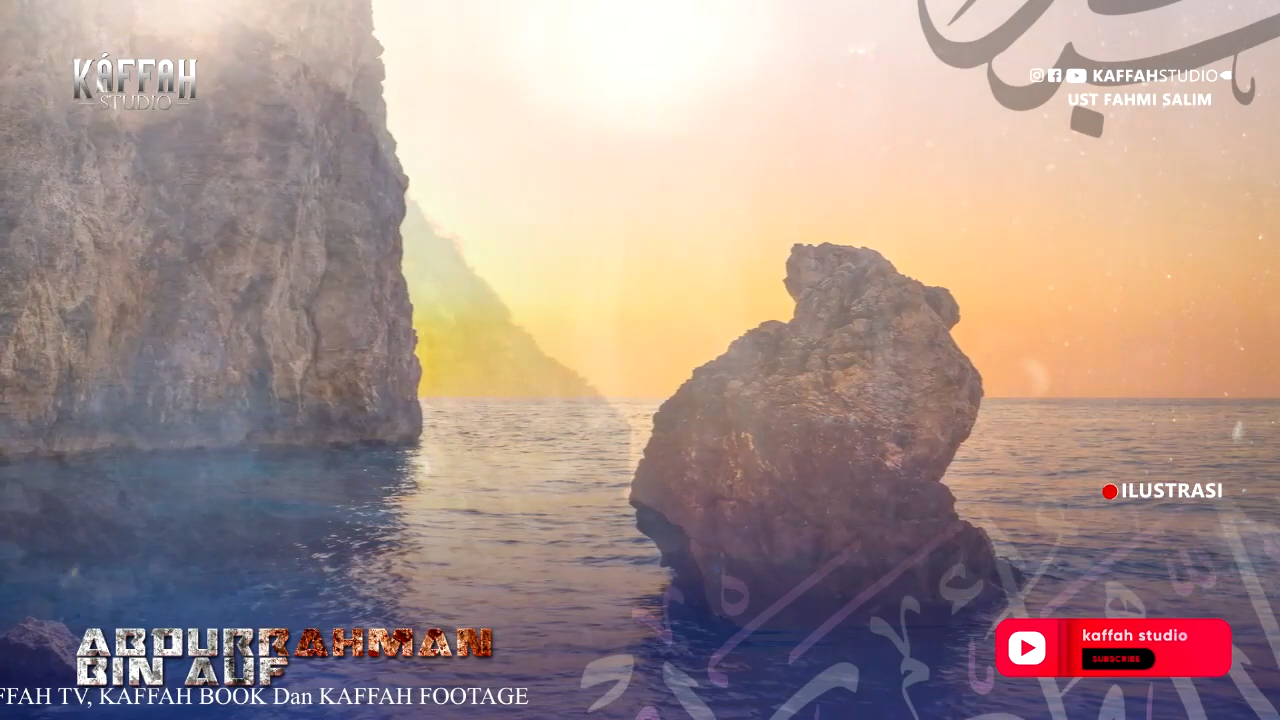 KÁFFAH
STUDIO
KAFFAHSTUDIO
UST FAHMI SALIM
ILUSTRASI
ABDURRAHMAN
BIN AUF
FFAH TV, KAFFAH BOOK Dan KAFFAH FOOTAGE
kaffah studio
SUBSCRIBE